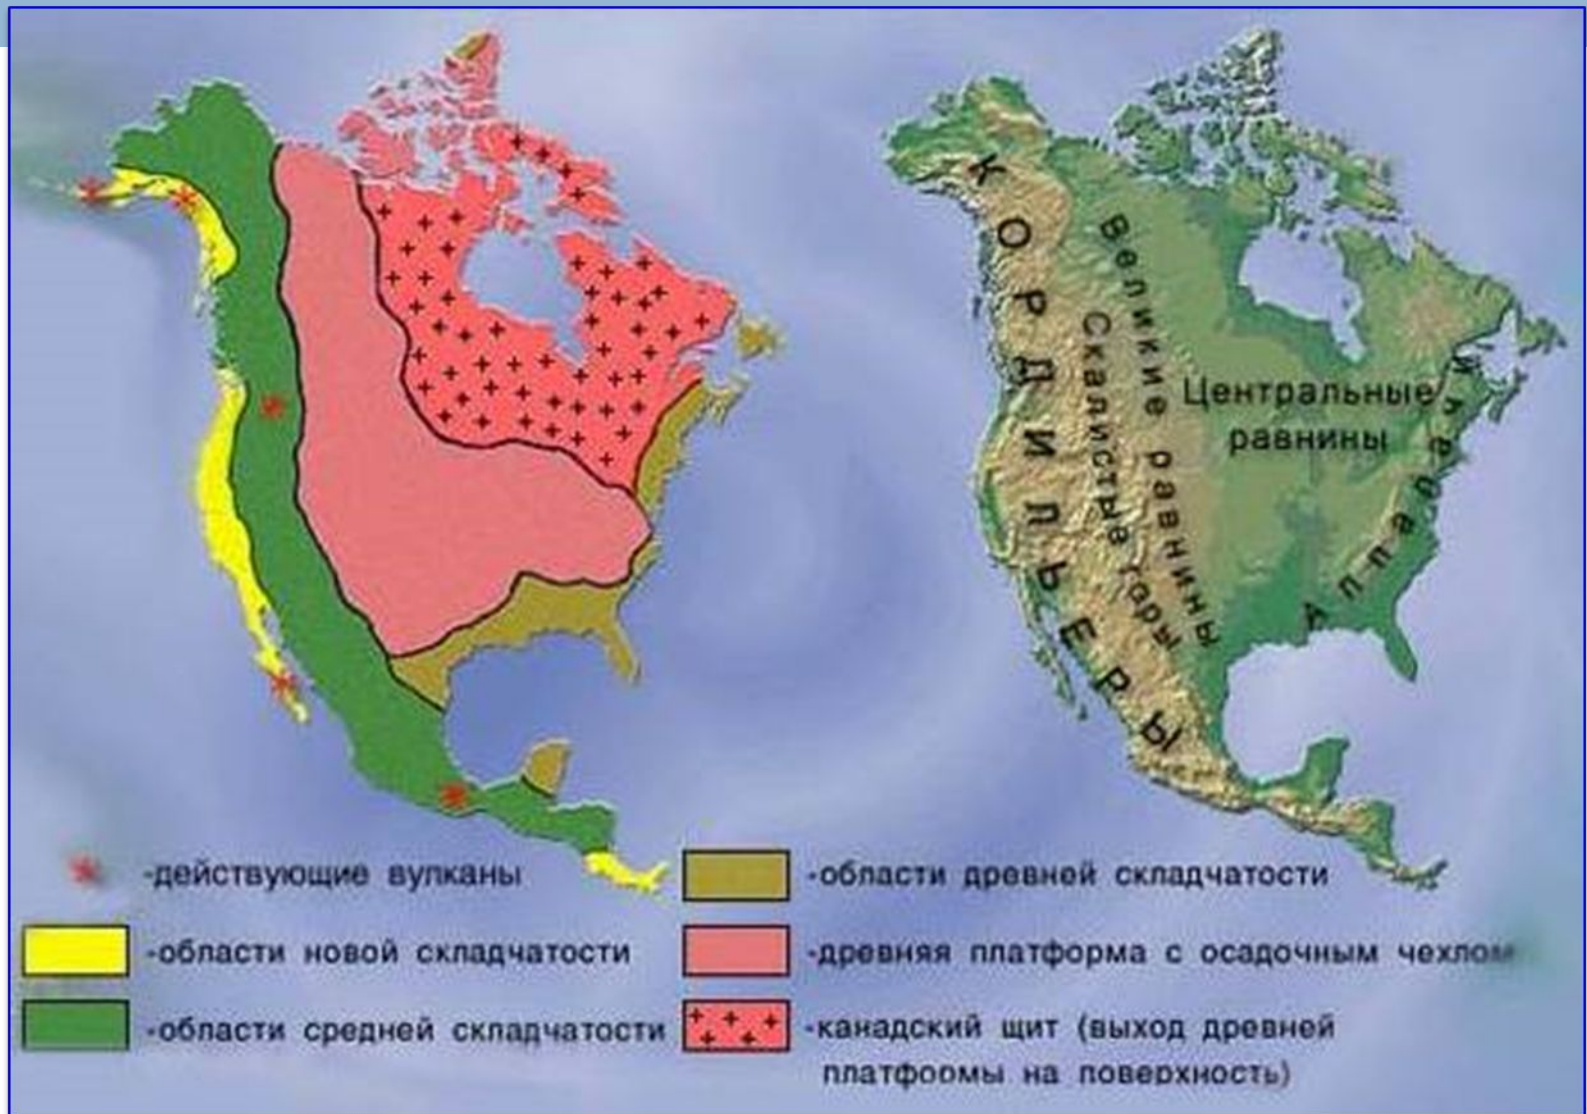 КОРДИЛЬЕРЫ
Великие равнины
Скалистые горы
Центральные
равнины
Аппалачи
-действующие вулканы
-области новой складчатости
-области средней складчатости
-области древней складчатости
-древняя платформа с осадочным чехлом
-канадский щит (выход древней
платформы на поверхность)